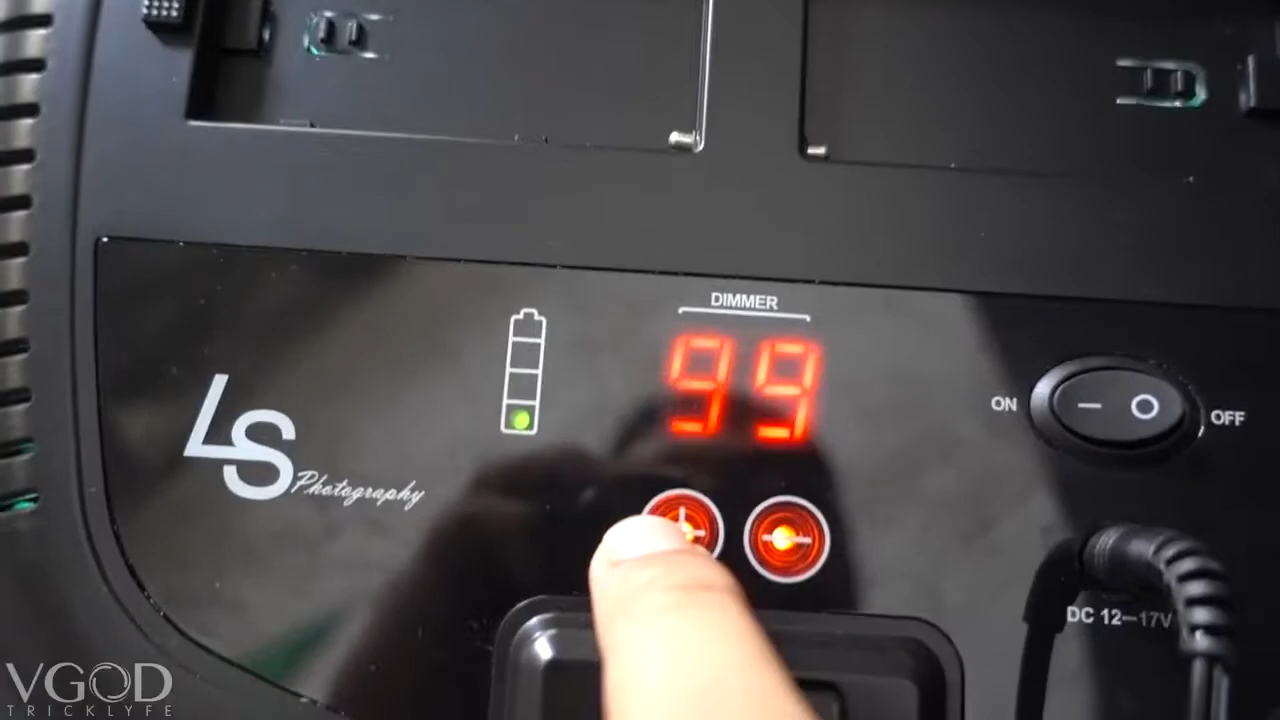 DIMMER
99
LS
Photography
ON
OFF
DC 12–17V
VGOD
TRICKLYFE